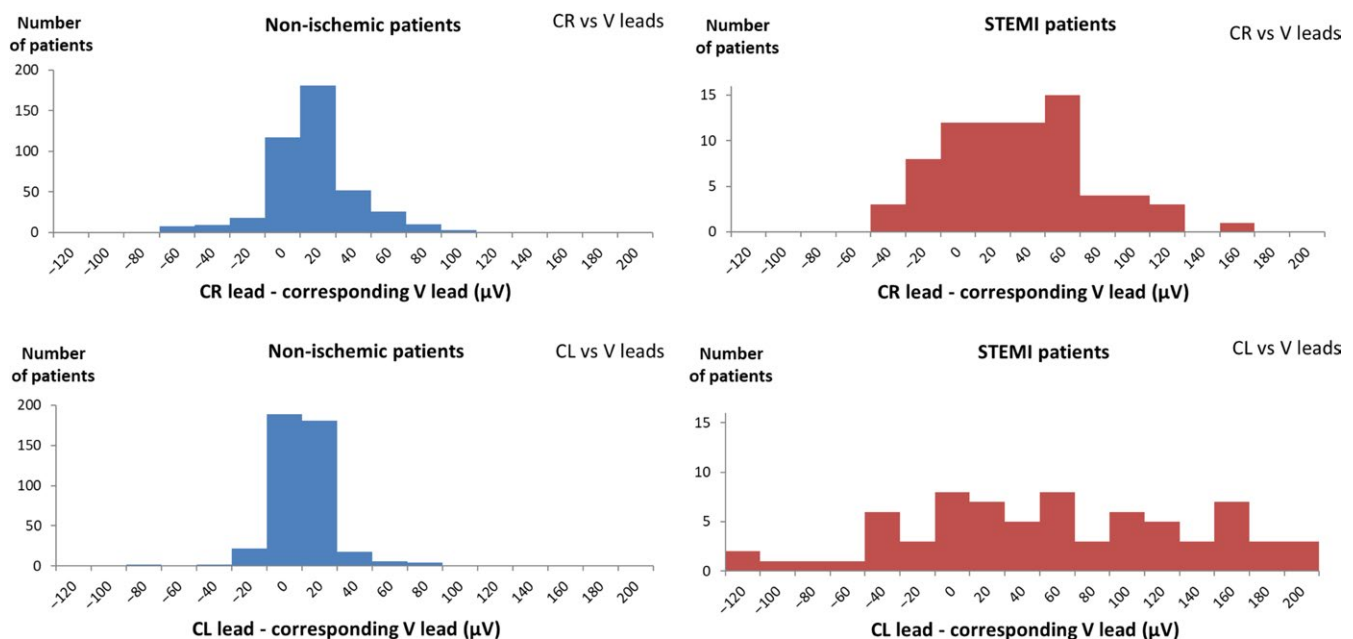 Number
of patients
Non-ischemic patients
CR vs V leads
200
150
100
50
0
−120 −100 −80 −60 −40 −20 0 20 40 60 80 100 120 140 160 180 200
CR lead - corresponding V lead (µV)
Number
of patients
STEMI patients
CR vs V leads
15
10
5
0
−120 −100 −80 −60 −40 −20 0 20 40 60 80 100 120 140 160 180 200
CR lead - corresponding V lead (µV)
Number
of patients
Non-ischemic patients
CL vs V leads
200
150
100
50
0
−120 −100 −80 −60 −40 −20 0 20 40 60 80 100 120 140 160 180 200
CL lead - corresponding V lead (µV)
Number
of patients
STEMI patients
CL vs V leads
15
10
5
0
−120 −100 −80 −60 −40 −20 0 20 40 60 80 100 120 140 160 180 200
CL lead - corresponding V lead (µV)